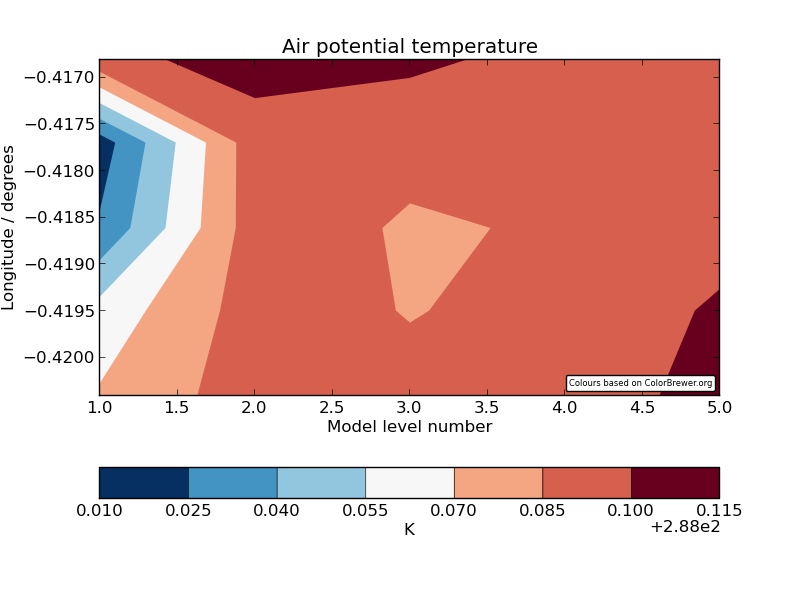 Air potential temperature
Longitude / degrees
−0.4170
−0.4175
−0.4180
−0.4185
−0.4190
−0.4195
−0.4200
Colours based on ColorBrewer.org
1.0 1.5 2.0 2.5 3.0 3.5 4.0 4.5 5.0
Model level number
0.010 0.025 0.040 0.055 0.070 0.085 0.100 0.115
+2.88e2
K